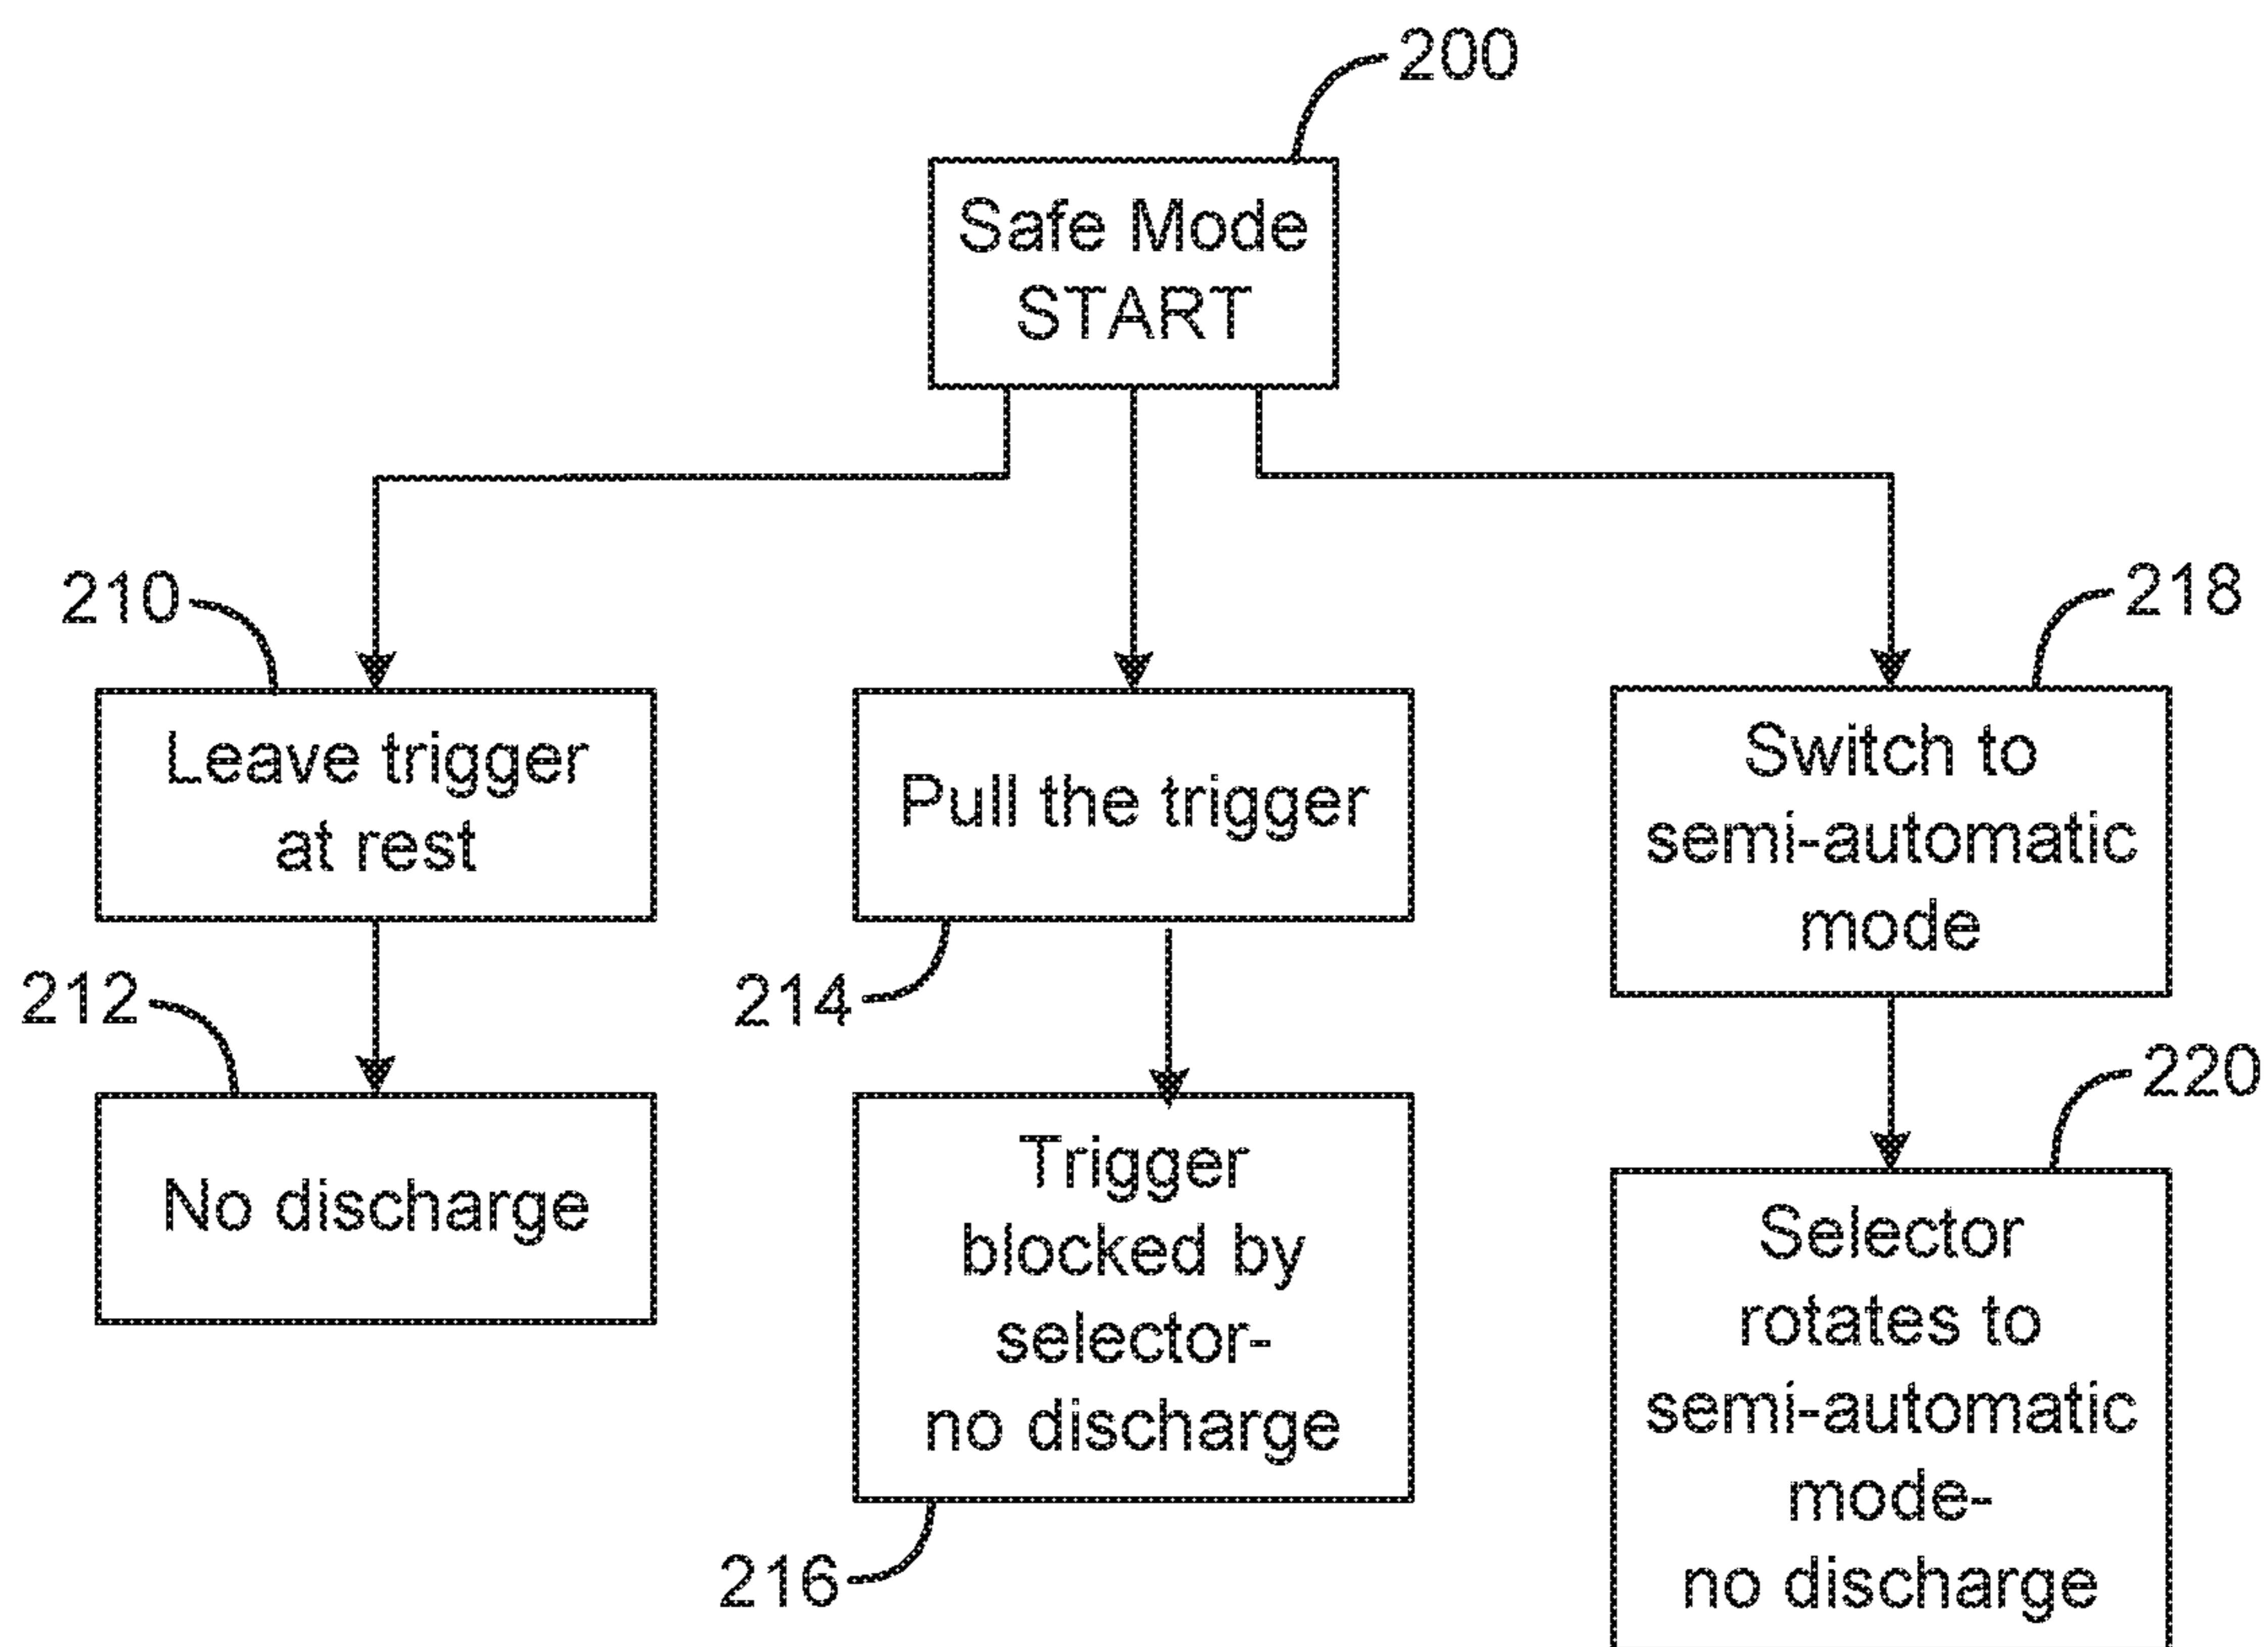 200
Safe Mode
START
210
Leave trigger
at rest
212
No discharge
Pull the trigger
214
Trigger
blocked by
selector-
no discharge
216
218
Switch to
semi-automatic
mode
220
Selector
rotates to
semi-automatic
mode-
no discharge